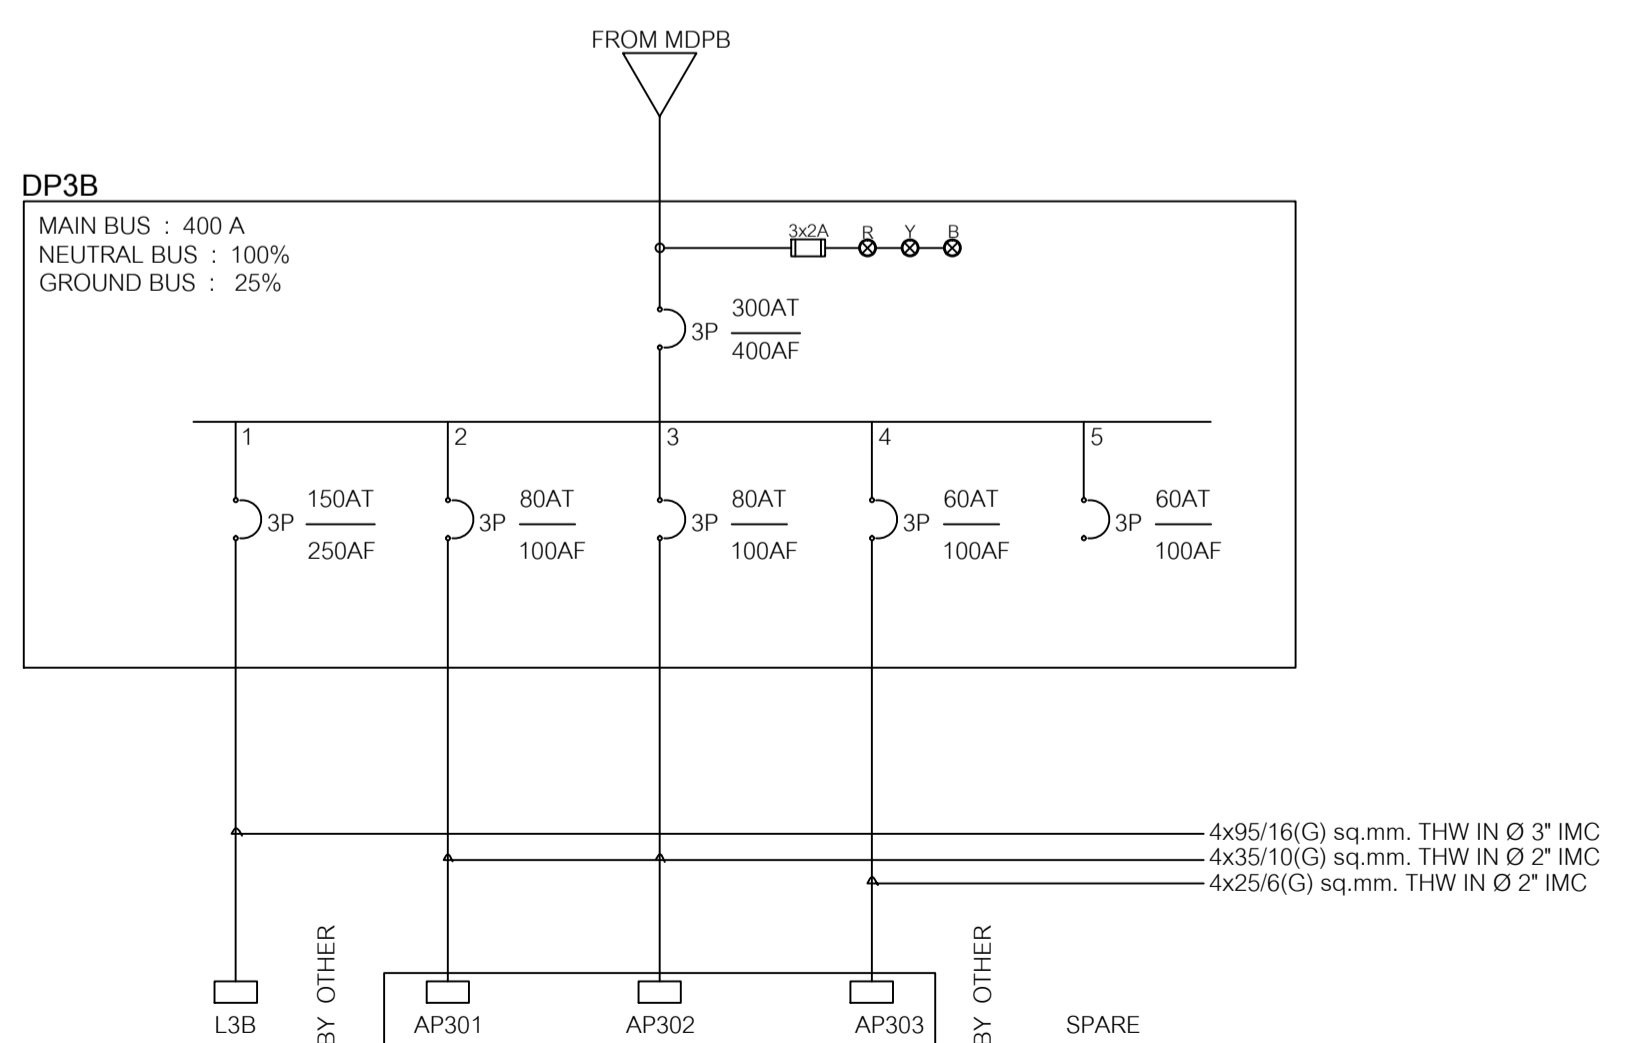 FROM MDPB
DP3B
MAIN BUS : 400 A
NEUTRAL BUS : 100%
GROUND BUS : 25%
3x2A R Y B
3P 300AT
400AF
1 2 3 4 5
150AT 80AT 80AT 60AT 60AT
3P 3P 3P 3P 3P
250AF 100AF 100AF 100AF 100AF
4x95/16(G) sq.mm. THW IN Ø 3" IMC
4x35/10(G) sq.mm. THW IN Ø 2" IMC
4x25/6(G) sq.mm. THW IN Ø 2" IMC
BY OTHER
BY OTHER
L3B AP301 AP302 AP303 SPARE